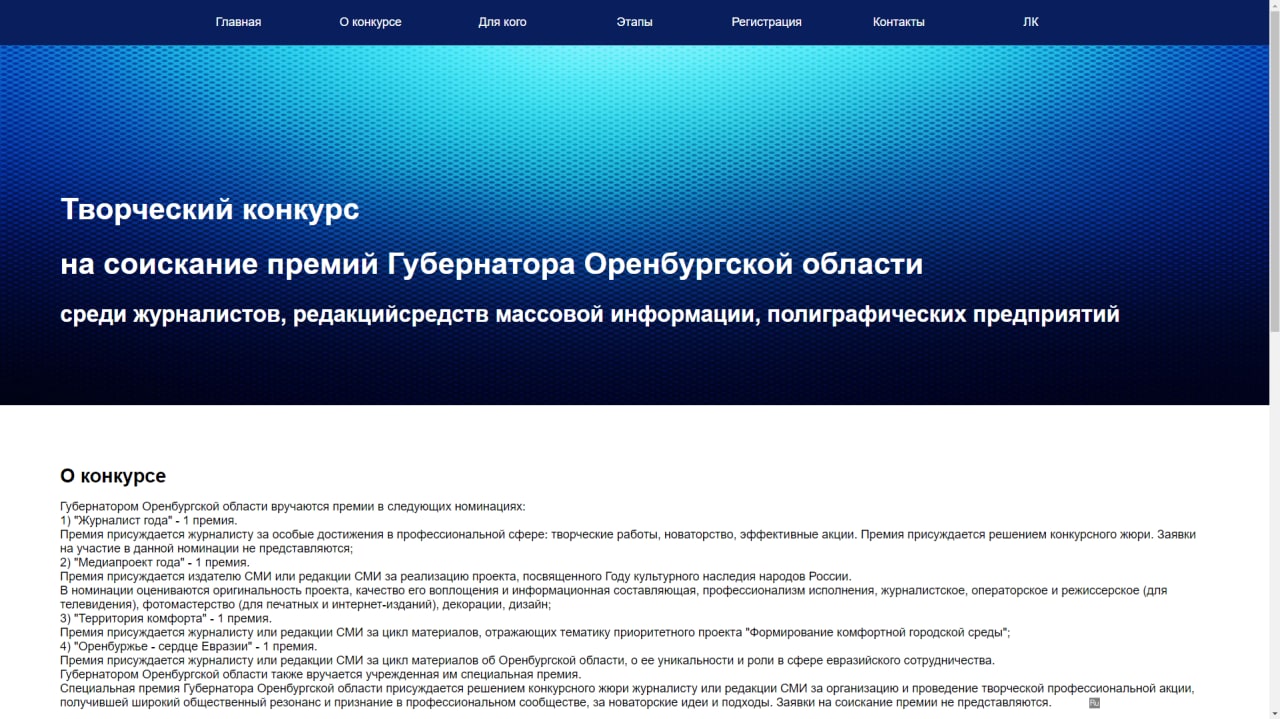 Главная О конкурсе Для кого Этапы Регистрация Контакты ЛК
Творческий конкурс
на соискание премий Губернатора Оренбургской области
среди журналистов, редакцийсредств массовой информации, полиграфических предприятий
О конкурсе
Губернатором Оренбургской области вручаются премии в следующих номинациях:
1) "Журналист года" - 1 премия.
Премия присуждается журналисту за особые достижения в профессиональной сфере: творческие работы, новаторство, эффективные акции. Премия присуждается решением конкурсного жюри. Заявки
на участие в данной номинации не представляются;
2) "Медиапроект года" - 1 премия.
Премия присуждается издателю СМИ или редакции СМИ за реализацию проекта, посвященного Году культурного наследия народов России.
В номинации оцениваются оригинальность проекта, качество его воплощения и информационная составляющая, профессионализм исполнения, журналистское, операторское и режиссерское (для
телевидения), фотомастерство (для печатных и интернет-изданий), декорации, дизайн;
3) "Территория комфорта" - 1 премия.
Премия присуждается журналисту или редакции СМИ за цикл материалов, отражающих тематику приоритетного проекта "Формирование комфортной городской среды";
4) "Оренбуржье - сердце Евразии" - 1 премия.
Премия присуждается журналисту или редакции СМИ за цикл материалов об Оренбургской области, о ее уникальности и роли в сфере евразийского сотрудничества.
Губернатором Оренбургской области также вручается учрежденная им специальная премия.
Специальная премия Губернатора Оренбургской области присуждается решением конкурсного жюри журналисту или редакции СМИ за организацию и проведение творческой профессиональной акции,
получившей широкий общественный резонанс и признание в профессиональном сообществе, за новаторские идеи и подходы. Заявки на соискание премии не представляются. Ru